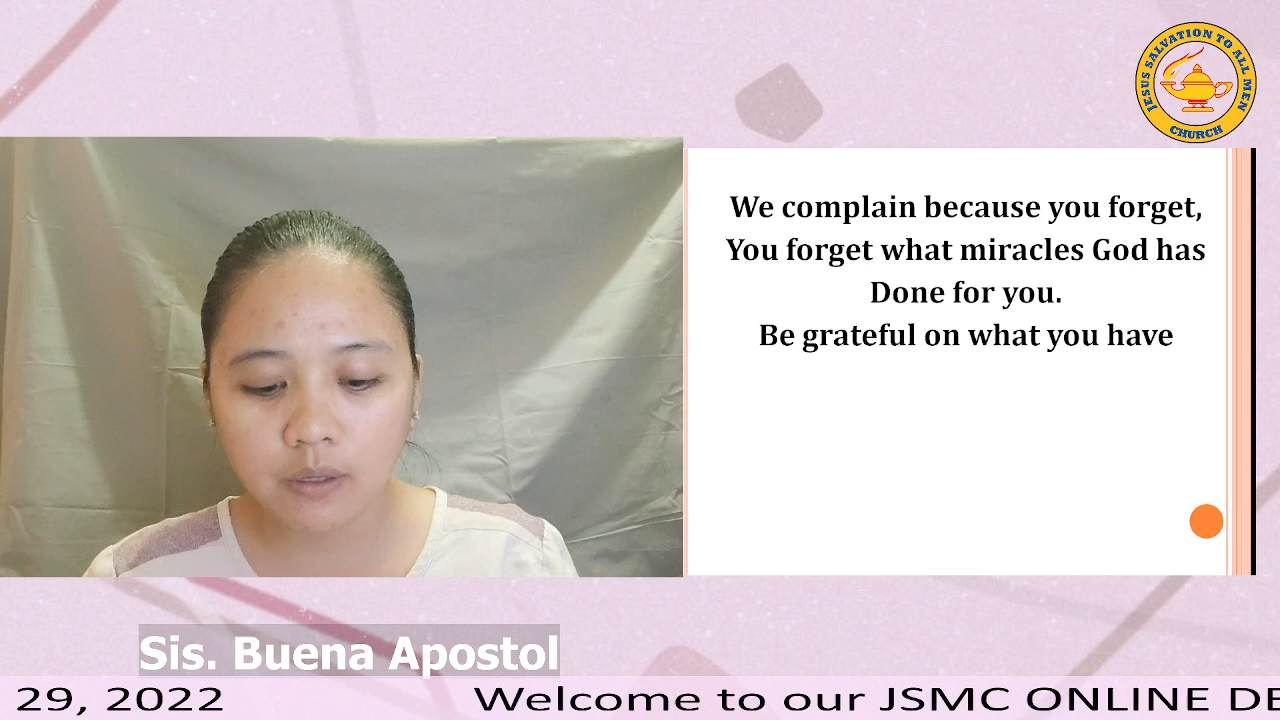 JESUS SALVATION TO ALL MEN
CHURCH
We complain because you forget,
You forget what miracles God has
Done for you.
Be grateful on what you have
Sis. Buena Apostol
29, 2022 Welcome to our JSMC ONLINE DE